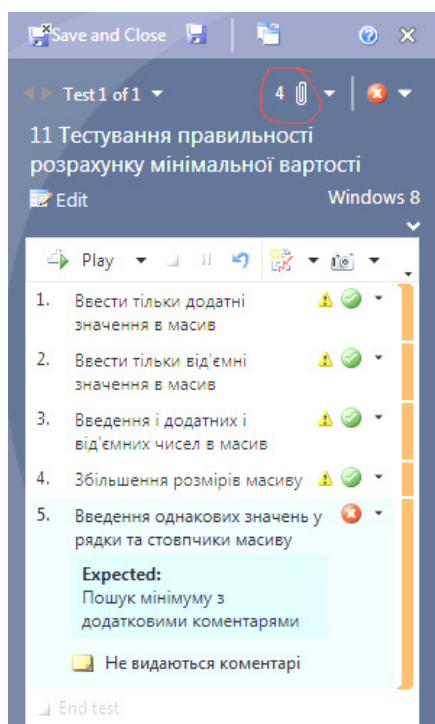 Save and Close
Test 1 of 1 4
11 Тестування правильності
розрахунку мінімальної вартості
Edit Windows 8
Play
1. Ввести тільки додатні
значення в масив
2. Ввести тільки від'ємні
значення в масив
3. Введення і додатних і
від'ємних чисел в масив
4. Збільшення розмірів масиву
5. Введення однакових значень у
рядки та стовпчики масиву
Expected:
Пошук мінімуму з
додатковими коментарями
Не видаються коментарі
End test